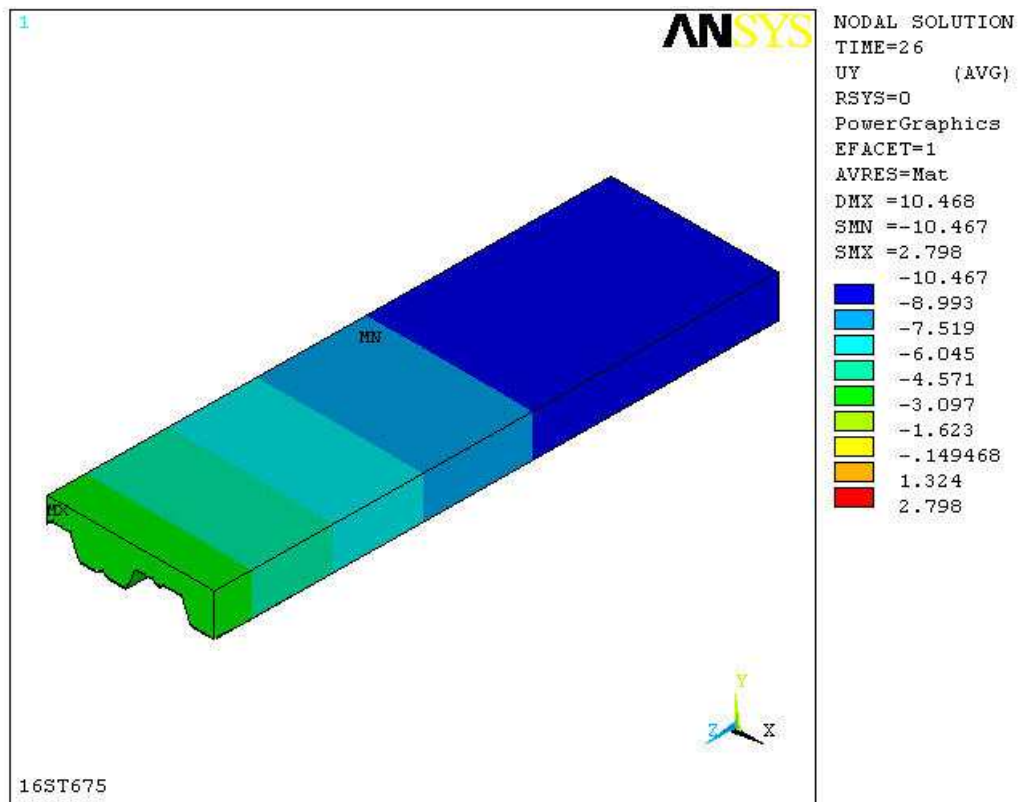 1
ANSYS
NODAL SOLUTION
TIME=26
UY (AVG)
RSYS=0
PowerGraphics
EFACET=1
AVRES=Mat
DMX =10.468
SMN =-10.467
SMX =2.798
-10.467
-8.993
-7.519
-6.045
-4.571
-3.097
-1.623
-.149468
1.324
2.798
MN
MX
Y
Z X
16ST675